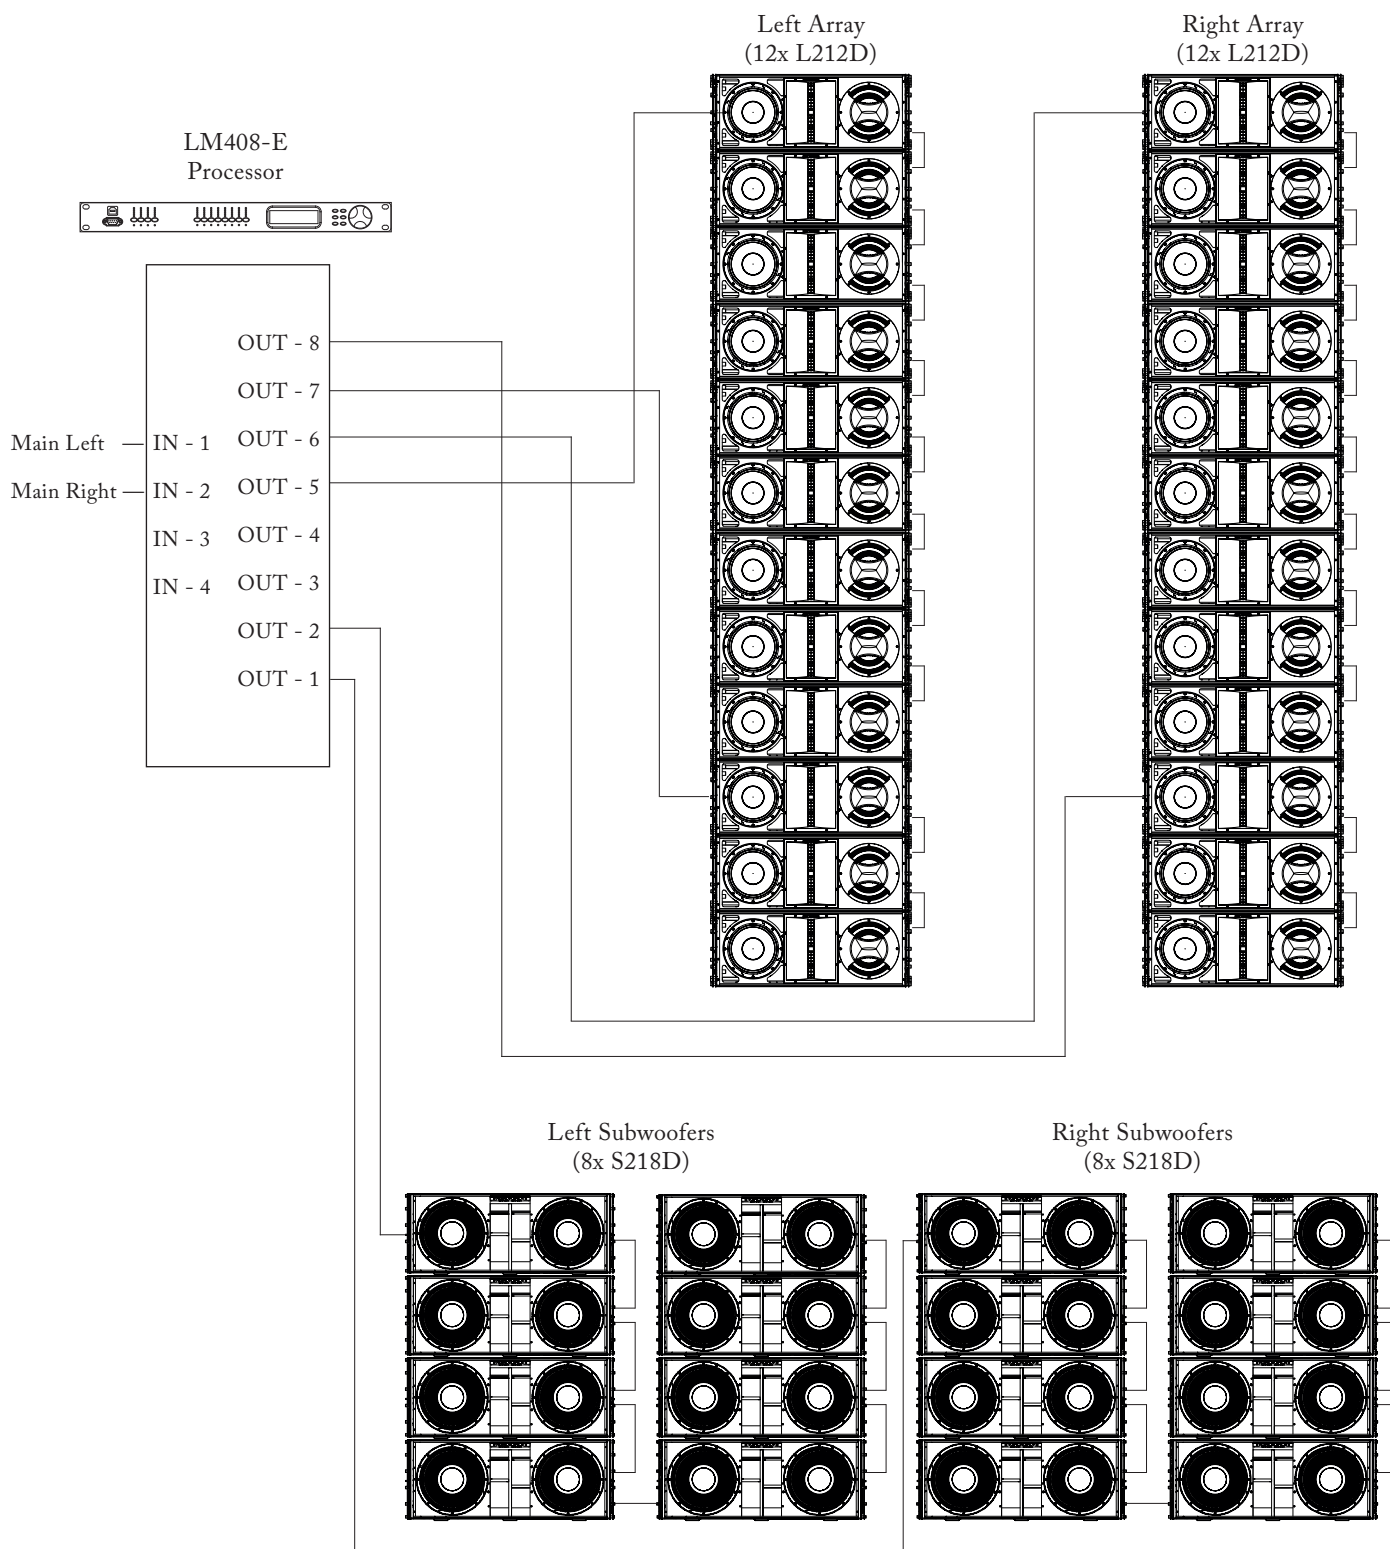 Left Array
(12x L212D)
Right Array
(12x L212D)
LM408-E
Processor
OUT - 8
OUT - 7
Main Left
IN - 1
OUT - 6
Main Right
IN - 2
OUT - 5
IN - 3
OUT - 4
IN - 4
OUT - 3
OUT - 2
OUT - 1
Left Subwoofers
(8x S218D)
Right Subwoofers
(8x S218D)